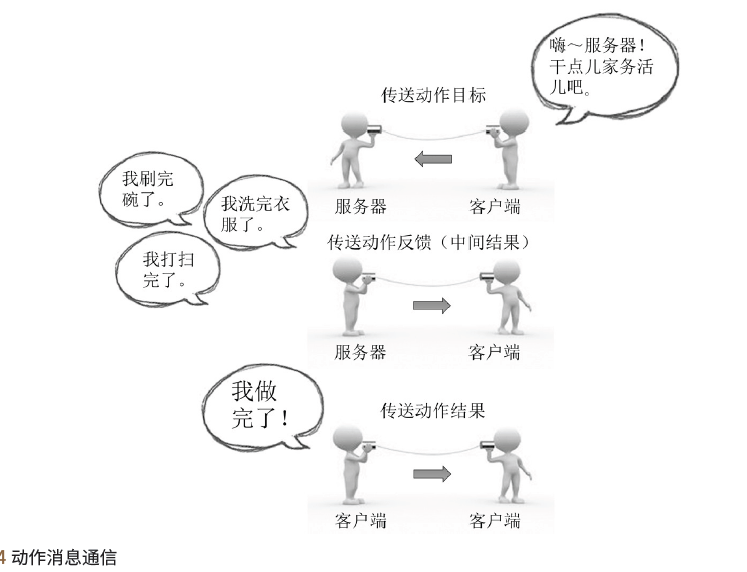 嗨～服务器！
干点儿家务活
儿吧。
传送动作目标
服务器
客户端
我刷完
碗了。
我洗完衣
服了。
我打扫
完了。
传送动作反馈（中间结果）
服务器
客户端
我做
完了！
传送动作结果
客户端
客户端
4 动作消息通信